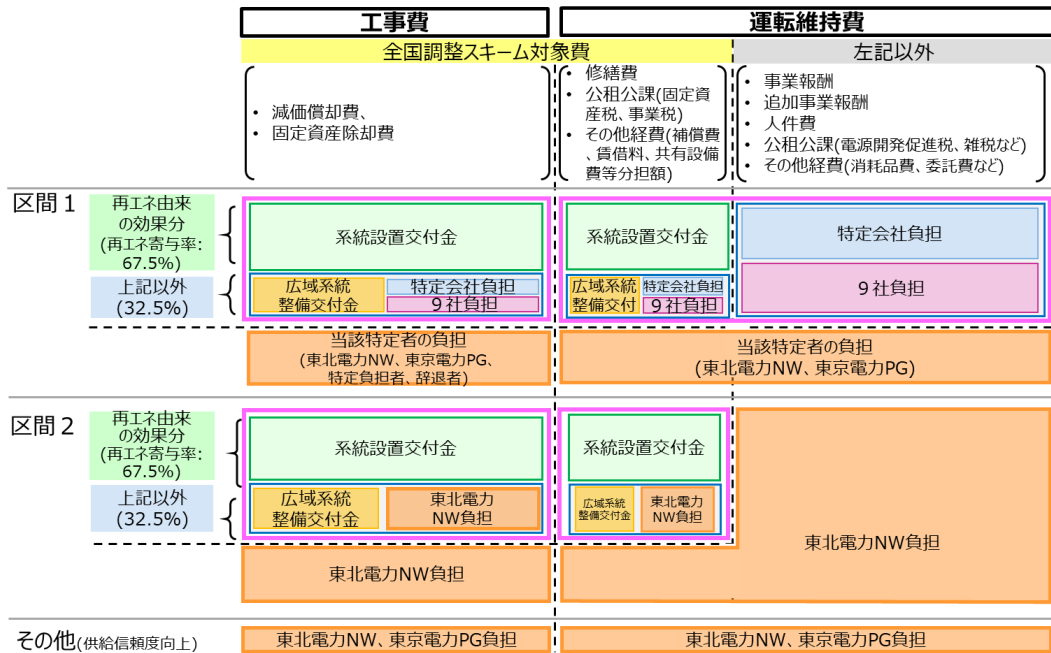 工事費
運転維持費
全国調整スキーム対象費
左記以外
• 減価償却費、
• 固定資産除却費
• 修繕費
• 公租公課(固定資
産税、事業税)
• その他経費(補償費
、賃借料、共有設備
費等分担額)
• 事業報酬
• 追加事業報酬
• 人件費
• 公租公課(電源開発促進税、雑税など)
• その他経費(消耗品費、委託費など)
区間1
再エネ由来
の効果分
(再エネ寄与率:
67.5%)
系統設置交付金
系統設置交付金
特定会社負担
上記以外
(32.5%)
広域系統
整備交付金
特定会社負担
9社負担
広域系統
整備交付
特定会社負担
9社負担
9社負担
当該特定者の負担
(東北電力NW、東京電力PG、
特定負担者、辞退者)
当該特定者の負担
(東北電力NW、東京電力PG)
区間2
再エネ由来
の効果分
(再エネ寄与率:
67.5%)
系統設置交付金
系統設置交付金
上記以外
(32.5%)
広域系統
整備交付金
東北電力
NW負担
広域系統
整備交付金
東北電力
NW負担
東北電力NW負担
東北電力NW負担
その他(供給信頼度向上)
東北電力NW、東京電力PG負担
東北電力NW、東京電力PG負担